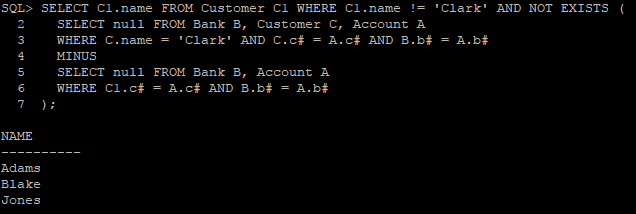 SQL> SELECT C1.name FROM Customer C1 WHERE C1.name != 'Clark' AND NOT EXISTS (
  2    SELECT null FROM Bank B, Customer C, Account A
  3    WHERE C.name = 'Clark' AND C.c# = A.c# AND B.b# = A.b#
  4    MINUS
  5    SELECT null FROM Bank B, Account A
  6    WHERE C1.c# = A.c# AND B.b# = A.b#
  7  );
NAME
----------
Adams
Blake
Jones